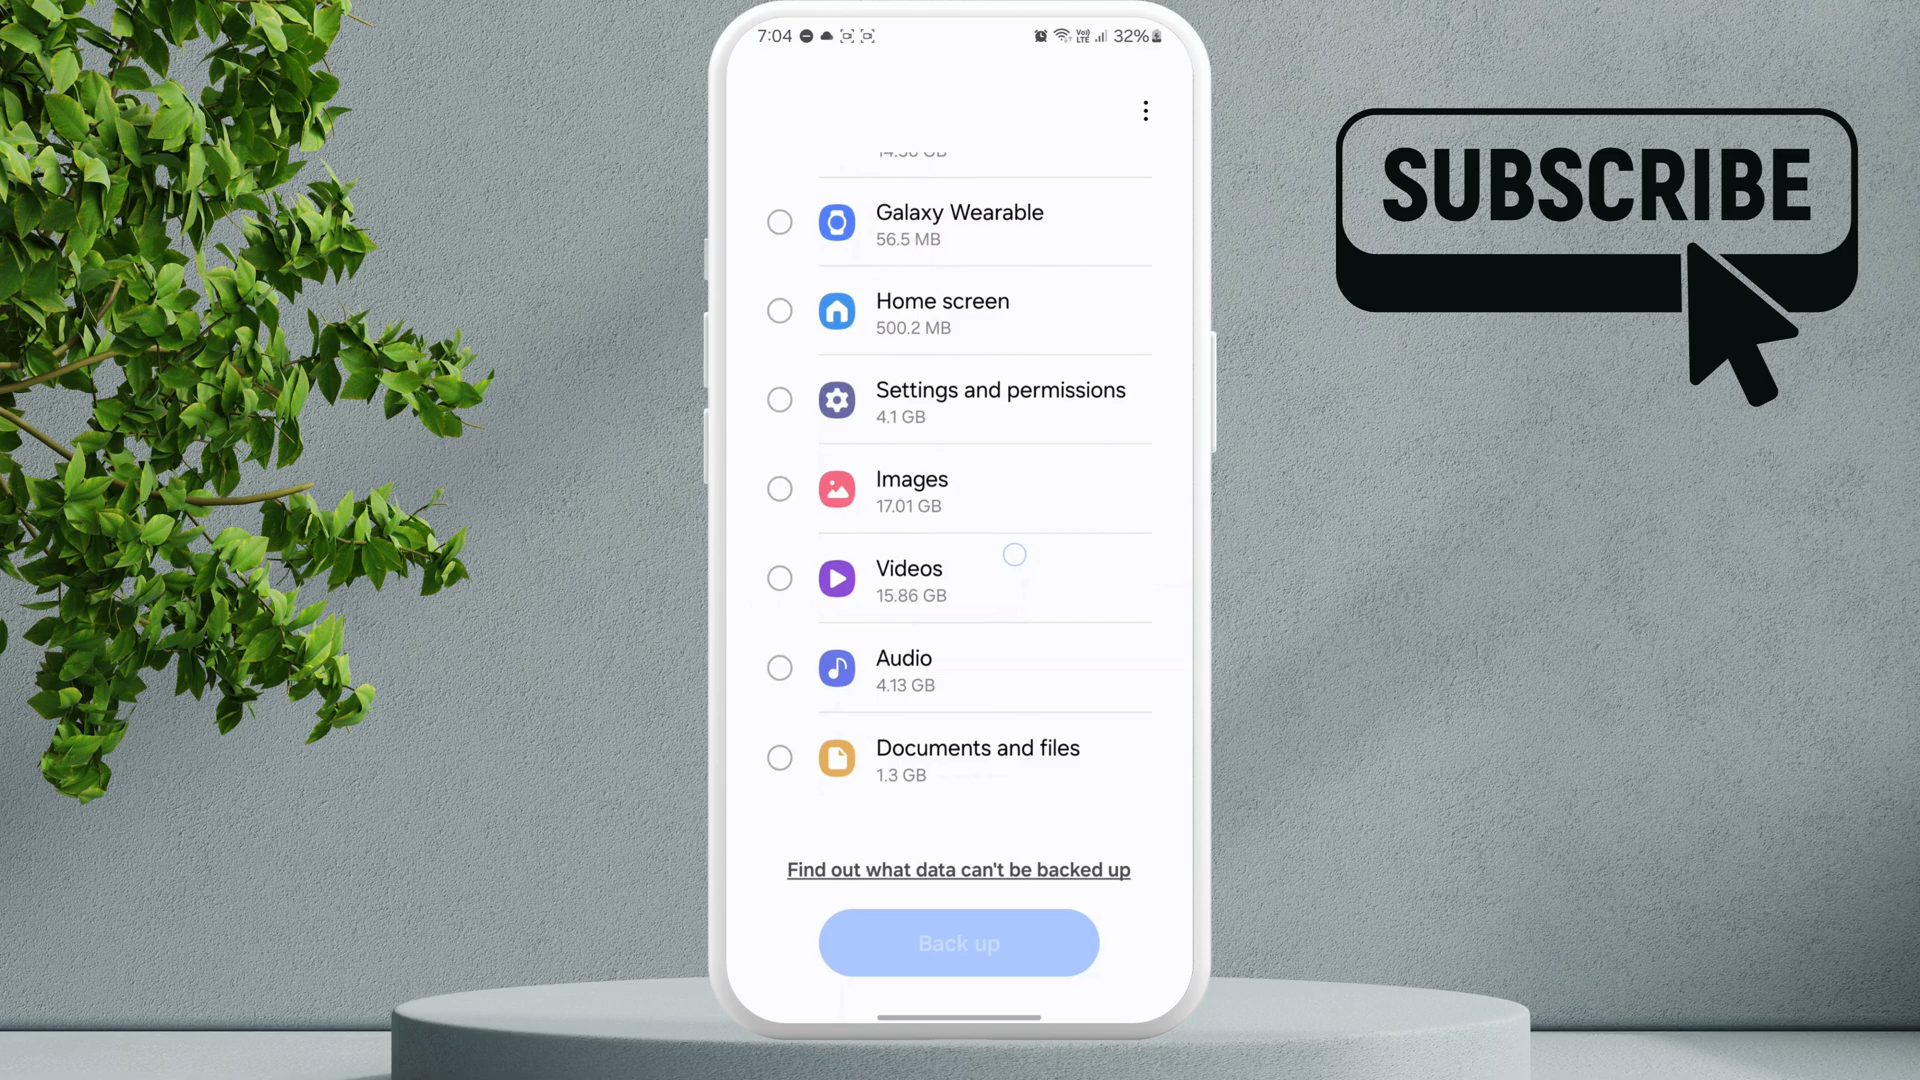 7:04
Vo)) LTE 32%
Galaxy Wearable
56.5 MB
Home screen
500.2 MB
Settings and permissions
4.1 GB
Images
17.01 GB
Videos
15.86 GB
Audio
4.13 GB
Documents and files
1.3 GB
Find out what data can't be backed up
Back up
SUBSCRIBE